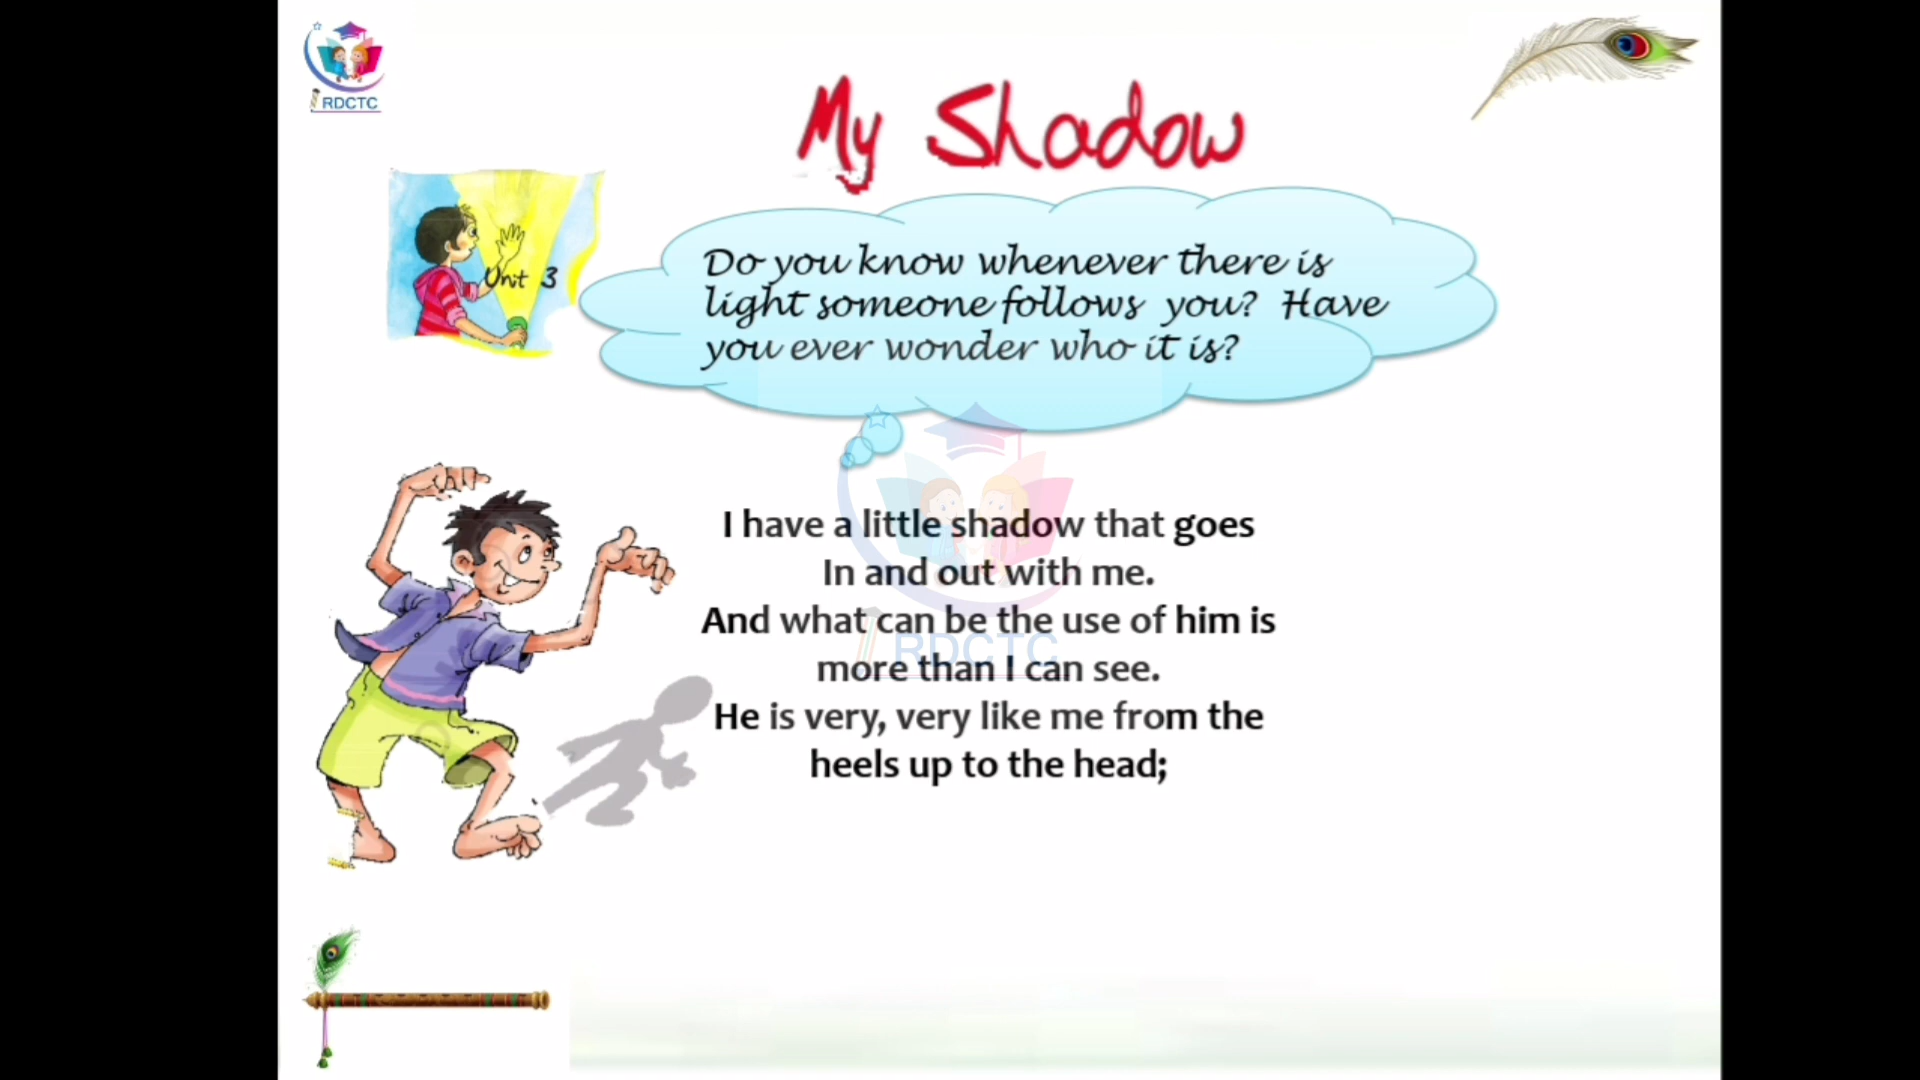 RDCTC
My Shadow
Unit 3
Do you know whenever there is
light someone follows you? Have
you ever wonder who it is?
I have a little shadow that goes
In and out with me.
And what can be the use of him is
RDCTC
more than I can see.
He is very, very like me from the
heels up to the head;